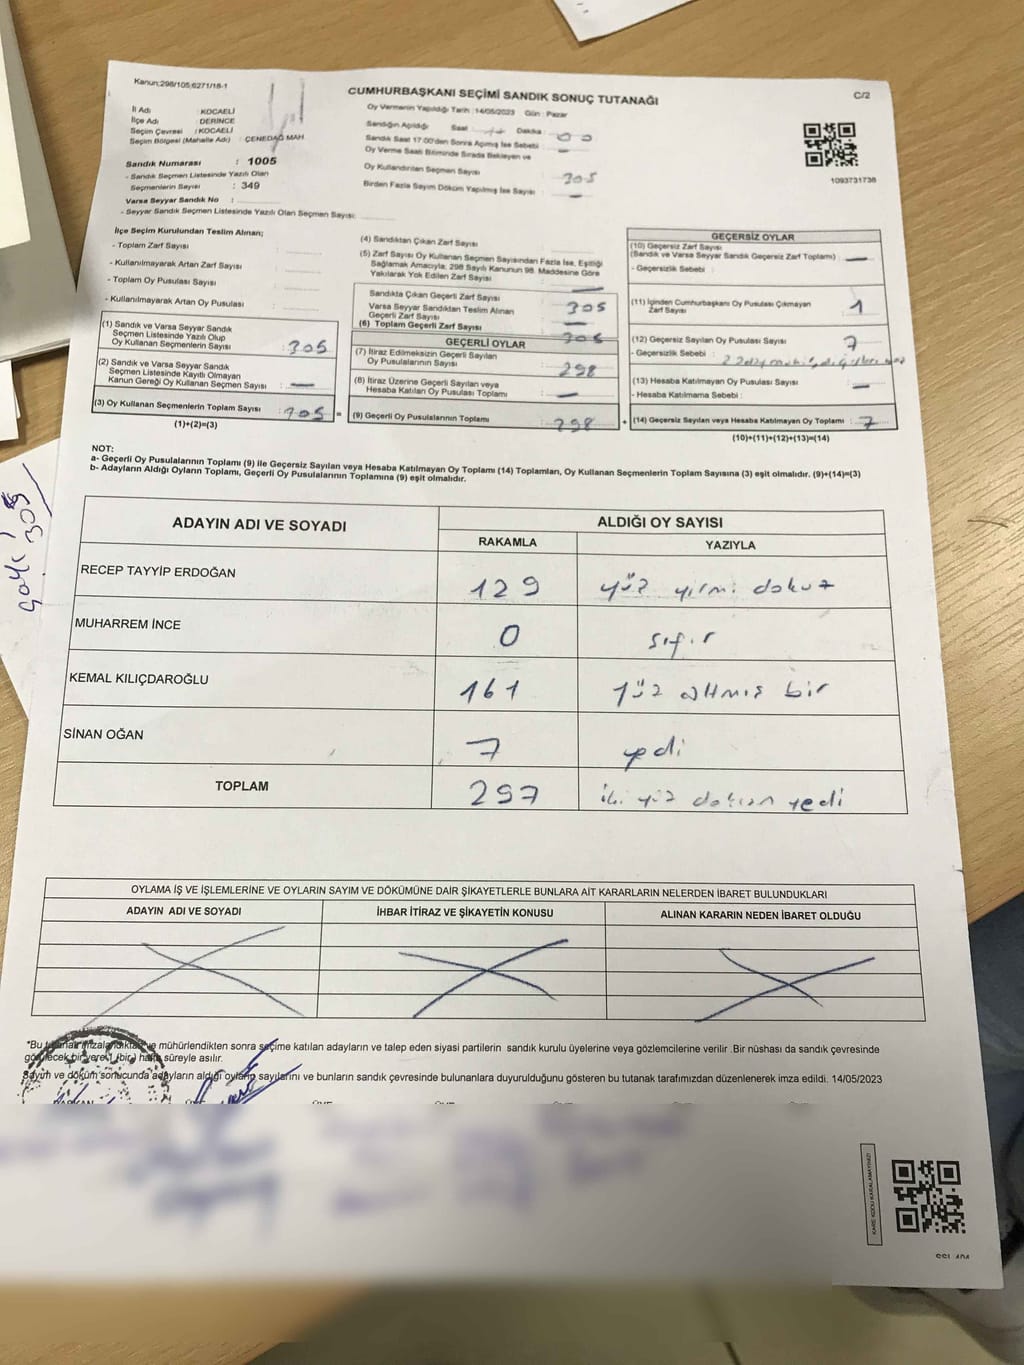 Kanun;298/105;6271/18-1
CUMHURBAŞKANI SEÇİMİ SANDIK SONUÇ TUTANAĞI
C/2
Oy Vermenin Yapıldığı Tarih :14/05/2023 Gün : Pazar
İl Adı : KOCAELİ
İlçe Adı : DERİNCE
Seçim Çevresi : KOCAELİ
Seçim Bölgesi (Mahalle Adı) : ÇENEDAĞ MAH.
Sandığın Açıldığı Saat : Dakika : 00
Sandık Saat 17:00'den Sonra Açılmış İse Sebebi : —
Oy Verme Saati Bitiminde Sırada Bekleyen ve
Oy Kullandırılan Seçmen Sayısı : 305
Birden Fazla Sayım Döküm Yapılmış İse Sayısı : —
1093731736
Sandık Numarası : 1005
- Sandık Seçmen Listesinde Yazılı Olan
Seçmenlerin Sayısı : 349
Varsa Seyyar Sandık No :
- Seyyar Sandık Seçmen Listesinde Yazılı Olan Seçmen Sayısı:
İlçe Seçim Kurulundan Teslim Alınan;
- Toplam Zarf Sayısı
- Kullanılmayarak Artan Zarf Sayısı
- Toplam Oy Pusulası Sayısı
- Kullanılmayarak Artan Oy Pusulası
(1) Sandık ve Varsa Seyyar Sandık
Seçmen Listesinde Yazılı Olup
Oy Kullanan Seçmenlerin Sayısı : 305
(2) Sandık ve Varsa Seyyar Sandık
Seçmen Listesinde Kayıtlı Olmayan
Kanun Gereği Oy Kullanan Seçmen Sayısı : —
(3) Oy Kullanan Seçmenlerin Toplam Sayısı : 305 =
(1)+(2)=(3)
(4) Sandıktan Çıkan Zarf Sayısı
(5) Zarf Sayısı Oy Kullanan Seçmen Sayısından Fazla İse, Eşitliği
Sağlamak Amacıyla; 298 Sayılı Kanunun 98. Maddesine Göre
Yakılarak Yok Edilen Zarf Sayısı : —
Sandıkta Çıkan Geçerli Zarf Sayısı : 305
Varsa Seyyar Sandıktan Teslim Alınan
Geçerli Zarf Sayısı : —
(6) Toplam Geçerli Zarf Sayısı : 305
GEÇERLİ OYLAR
(7) İtiraz Edilmeksizin Geçerli Sayılan
Oy Pusulalarının Sayısı : 298
(8) İtiraz Üzerine Geçerli Sayılan veya
Hesaba Katılan Oy Pusulası Toplamı : —
(9) Geçerli Oy Pusulalarının Toplamı : 298 +
GEÇERSİZ OYLAR
(10) Geçersiz Zarf Sayısı
(Sandık ve Varsa Seyyar Sandık Geçersiz Zarf Toplamı) : —
- Geçersizlik Sebebi :
(11) İçinden Cumhurbaşkanı Oy Pusulası Çıkmayan
Zarf Sayısı : 1
(12) Geçersiz Sayılan Oy Pusulası Sayısı : 7
- Geçersizlik Sebebi :
(13) Hesaba Katılmayan Oy Pusulası Sayısı : —
- Hesaba Katılmama Sebebi :
(14) Geçersiz Sayılan veya Hesaba Katılmayan Oy Toplamı : 7
(10)+(11)+(12)+(13)=(14)
NOT:
a- Geçerli Oy Pusulalarının Toplamı (9) ile Geçersiz Sayılan veya Hesaba Katılmayan Oy Toplamı (14) Toplamları, Oy Kullanan Seçmenlerin Toplam Sayısına (3) eşit olmalıdır. (9)+(14)=(3)
b- Adayların Aldığı Oyların Toplamı, Geçerli Oy Pusulalarının Toplamına (9) eşit olmalıdır.
305
ADAYIN ADI VE SOYADI
ALDIĞI OY SAYISI
RAKAMLA YAZIYLA
RECEP TAYYİP ERDOĞAN 129 yüz yirmi dokuz
MUHARREM İNCE 0 sıfır
KEMAL KILIÇDAROĞLU 161 yüz altmış bir
SİNAN OĞAN 7 yedi
TOPLAM 297 iki yüz doksan yedi
OYLAMA İŞ VE İŞLEMLERİNE VE OYLARIN SAYIM VE DÖKÜMÜNE DAİR ŞİKAYETLERLE BUNLARA AİT KARARLARIN NELERDEN İBARET BULUNDUKLARI
ADAYIN ADI VE SOYADI İHBAR İTİRAZ VE ŞİKAYETİN KONUSU ALINAN KARARIN NEDEN İBARET OLDUĞU
*Bu tutanak imzalandıktan ve mühürlendikten sonra seçime katılan adayların ve talep eden siyasi partilerin sandık kurulu üyelerine veya gözlemcilerine verilir .Bir nüshası da sandık çevresinde
görülecek bir yere 1 (bir) hafta süreyle asılır.
Sayım ve döküm sonucunda adayların aldığı oyların sayılarını ve bunların sandık çevresinde bulunanlara duyurulduğunu gösteren bu tutanak tarafımızdan düzenlenerek imza edildi. 14/05/2023
KARE KODU KARALAMAYINIZ!